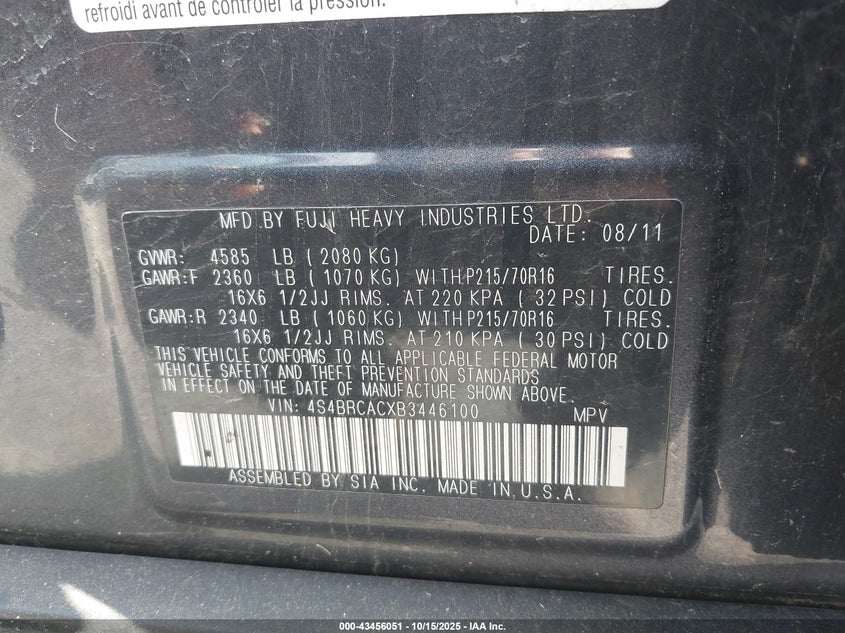 refroidi avant de contrôler la pression.
MFD BY FUJI HEAVY INDUSTRIES LTD.
DATE: 08/11
GVWR: 4585 LB ( 2080 KG)
GAWR:F 2360 LB ( 1070 KG) WITH P215/70R16 TIRES.
16X6 1/2JJ RIMS. AT 220 KPA ( 32 PSI) COLD
GAWR:R 2340 LB ( 1060 KG) WITH P215/70R16 TIRES.
16X6 1/2JJ RIMS. AT 210 KPA ( 30 PSI) COLD
THIS VEHICLE CONFORMS TO ALL APPLICABLE FEDERAL MOTOR
VEHICLE SAFETY AND THEFT PREVENTION STANDARDS
IN EFFECT ON THE DATE OF MANUFACTURE SHOWN ABOVE.
VIN: 4S4BRCACXB3446100 MPV
ASSEMBLED BY SIA INC. MADE IN U.S.A.
000-43456051 - 10/15/2025 - IAA Inc.